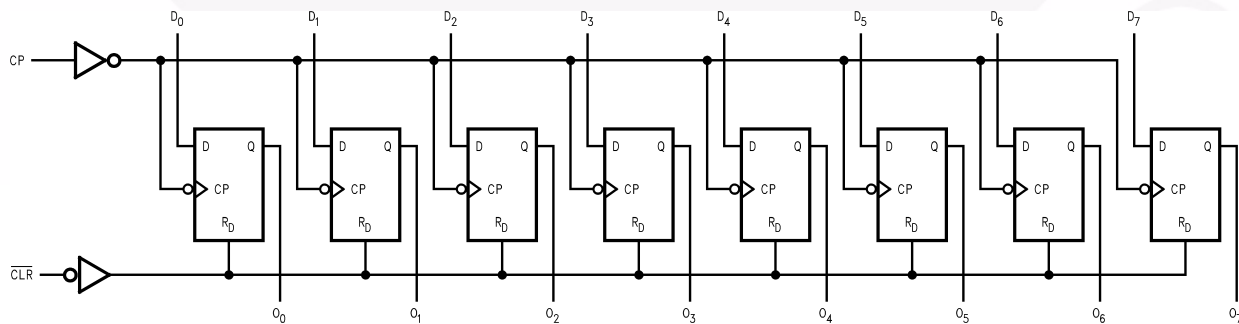 D0 D1 D2 D3 D4 D5 D6 D7
CP
D Q D Q D Q D Q D Q D Q D Q D Q
CP CP CP CP CP CP CP CP
RD RD RD RD RD RD RD RD
C̅L̅R̅
O0 O1 O2 O3 O4 O5 O6 O7